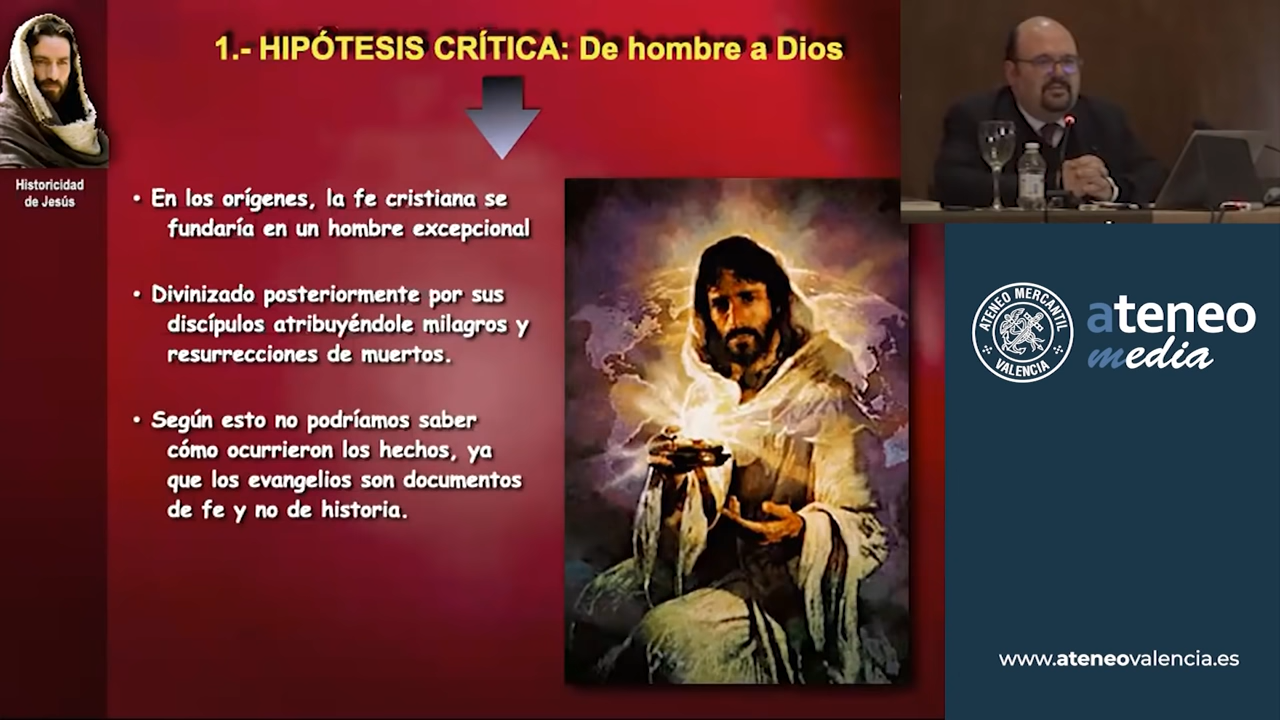 1.- HIPÓTESIS CRÍTICA: De hombre a Dios
Historicidad
de Jesús
• En los orígenes, la fe cristiana se
fundaría en un hombre excepcional
• Divinizado posteriormente por sus
discípulos atribuyéndole milagros y
resurrecciones de muertos.
• Según esto no podríamos saber
cómo ocurrieron los hechos, ya
que los evangelios son documentos
de fe y no de historia.
ATENEO MERCANTIL
VALENCIA
ateneo
media
www.ateneovalencia.es